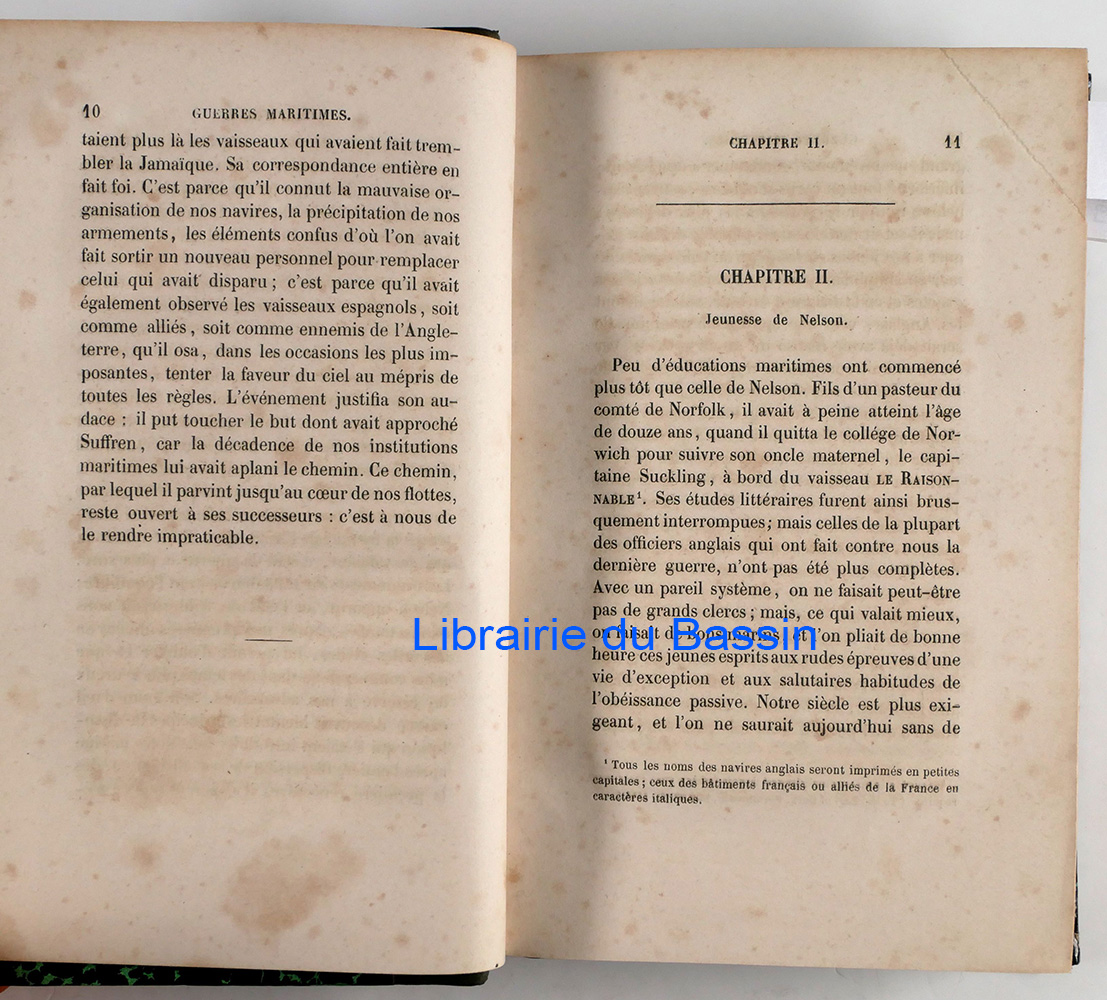 10 GUERRES MARITIMES.
taient plus là les vaisseaux qui avaient fait trem-
bler la Jamaïque. Sa correspondance entière en
fait foi. C'est parce qu'il connut la mauvaise or-
ganisation de nos navires, la précipitation de nos
armements, les éléments confus d'où l'on avait
fait sortir un nouveau personnel pour remplacer
celui qui avait disparu ; c'est parce qu'il avait
également observé les vaisseaux espagnols, soit
comme alliés, soit comme ennemis de l'Angle-
terre, qu'il osa, dans les occasions les plus im-
posantes, tenter la faveur du ciel au mépris de
toutes les règles. L'événement justifia son au-
dace : il put toucher le but dont avait approché
Suffren, car la décadence de nos institutions
maritimes lui avait aplani le chemin. Ce chemin,
par lequel il parvint jusqu'au cœur de nos flottes,
reste ouvert à ses successeurs : c'est à nous de
le rendre impraticable.
CHAPITRE II. 11
CHAPITRE II.
Jeunesse de Nelson.
Peu d'éducations maritimes ont commencé
plus tôt que celle de Nelson. Fils d'un pasteur du
comté de Norfolk, il avait à peine atteint l'âge
de douze ans, quand il quitta le collége de Nor-
wich pour suivre son oncle maternel, le capi-
taine Suckling, à bord du vaisseau LE RAISON-
NABLE¹. Ses études littéraires furent ainsi brus-
quement interrompues; mais celles de la plupart
des officiers anglais qui ont fait contre nous la
dernière guerre, n'ont pas été plus complètes.
Avec un pareil système, on ne faisait peut-être
pas de grands clercs ; mais, ce qui valait mieux,
on faisait de bons marins, et l'on pliait de bonne
heure ces jeunes esprits aux rudes épreuves d'une
vie d'exception et aux salutaires habitudes de
l'obéissance passive. Notre siècle est plus exi-
geant, et l'on ne saurait aujourd'hui sans de
¹ Tous les noms des navires anglais seront imprimés en petites
capitales ; ceux des bâtiments français ou alliés de la France en
caractères italiques.
Librairie du Bassin